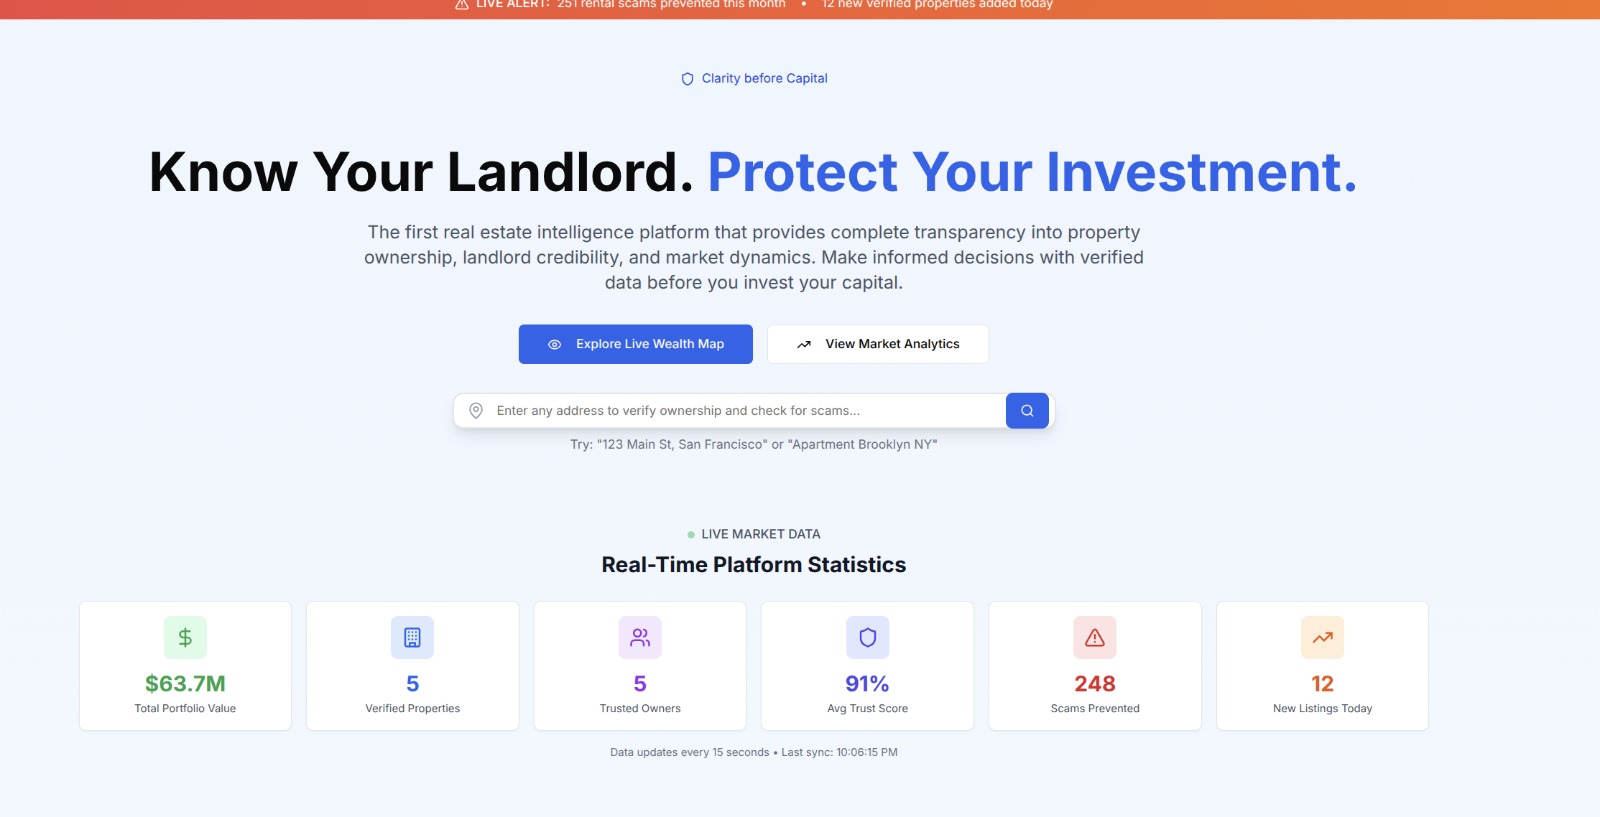 LIVE ALERT: 251 rental scams prevented this month • 12 new verified properties added today
Clarity before Capital
Know Your Landlord. Protect Your Investment.
The first real estate intelligence platform that provides complete transparency into property
ownership, landlord credibility, and market dynamics. Make informed decisions with verified
data before you invest your capital.
Explore Live Wealth Map
View Market Analytics
Enter any address to verify ownership and check for scams...
Try: "123 Main St, San Francisco" or "Apartment Brooklyn NY"
LIVE MARKET DATA
Real-Time Platform Statistics
$63.7M
Total Portfolio Value
5
Verified Properties
5
Trusted Owners
91%
Avg Trust Score
248
Scams Prevented
12
New Listings Today
Data updates every 15 seconds • Last sync: 10:06:15 PM